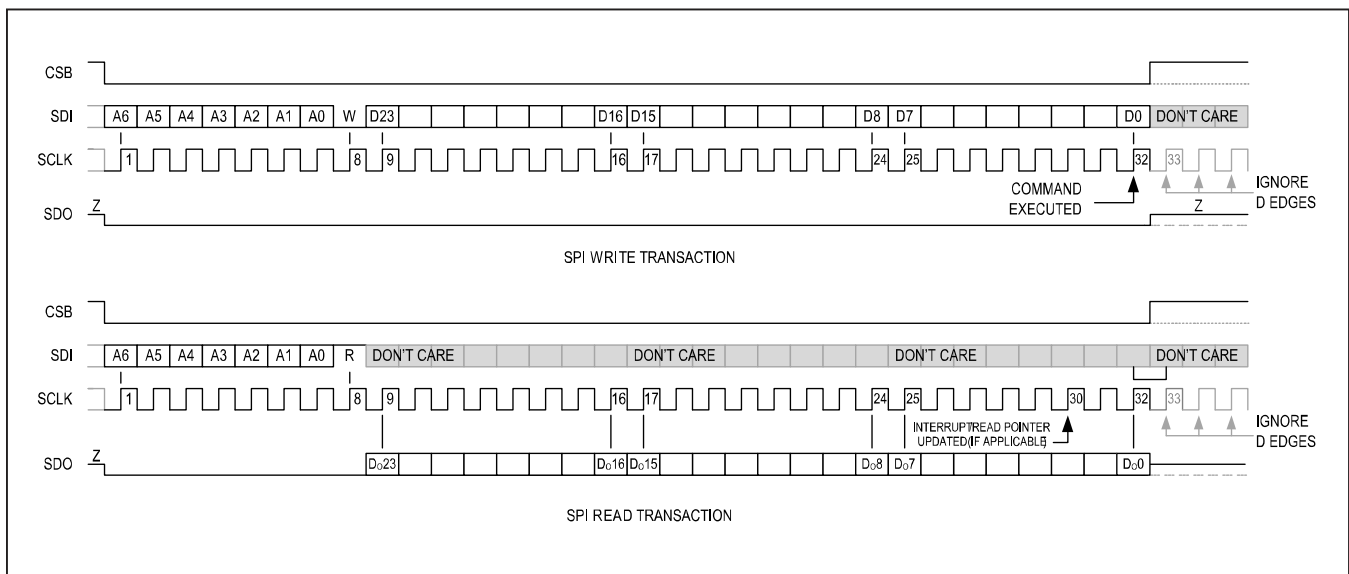 CSB
SDI A6 A5 A4 A3 A2 A1 A0 W D23 D16 D15 D8 D7 D0 DON'T CARE
SCLK 1 8 9 16 17 24 25 32 33
COMMAND EXECUTED
IGNORE D EDGES
SDO Z Z
SPI WRITE TRANSACTION
CSB
SDI A6 A5 A4 A3 A2 A1 A0 R DON'T CARE DON'T CARE DON'T CARE DON'T CARE
SCLK 1 8 9 16 17 24 25 30 32 33
INTERRUPT/READ POINTER
UPDATED(IF APPLICABLE)
IGNORE D EDGES
SDO Z Do23 Do16 Do15 Do8 Do7 Do0
SPI READ TRANSACTION